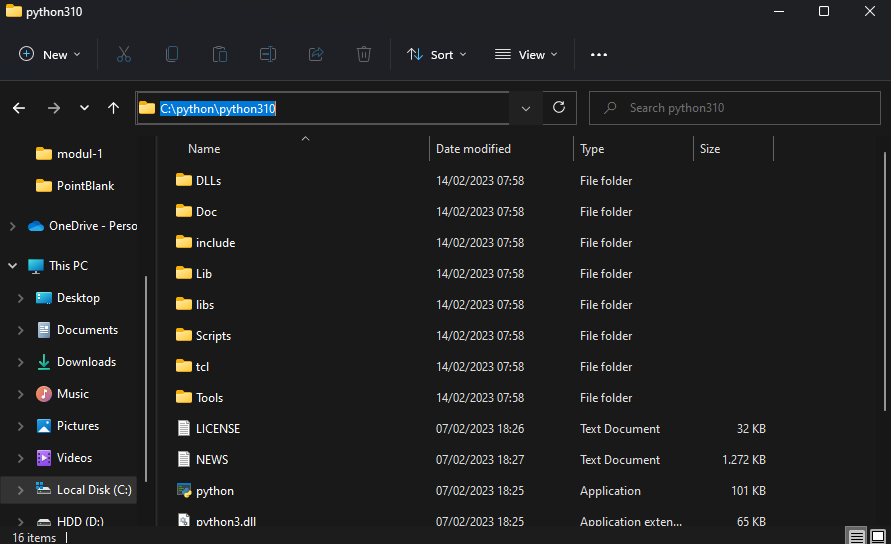 python310
New Sort View
C:\python\python310 Search python310
Name Date modified Type Size
modul-1
PointBlank
OneDrive - Perso
This PC
Desktop
Documents
Downloads
Music
Pictures
Videos
Local Disk (C:)
HDD (D:)
DLLs 14/02/2023 07:58 File folder
Doc 14/02/2023 07:58 File folder
include 14/02/2023 07:58 File folder
Lib 14/02/2023 07:58 File folder
libs 14/02/2023 07:58 File folder
Scripts 14/02/2023 07:58 File folder
tcl 14/02/2023 07:58 File folder
Tools 14/02/2023 07:58 File folder
LICENSE 07/02/2023 18:26 Text Document 32 KB
NEWS 07/02/2023 18:27 Text Document 1.272 KB
python 07/02/2023 18:25 Application 101 KB
python3.dll 07/02/2023 18:25 Application exten... 65 KB
16 items